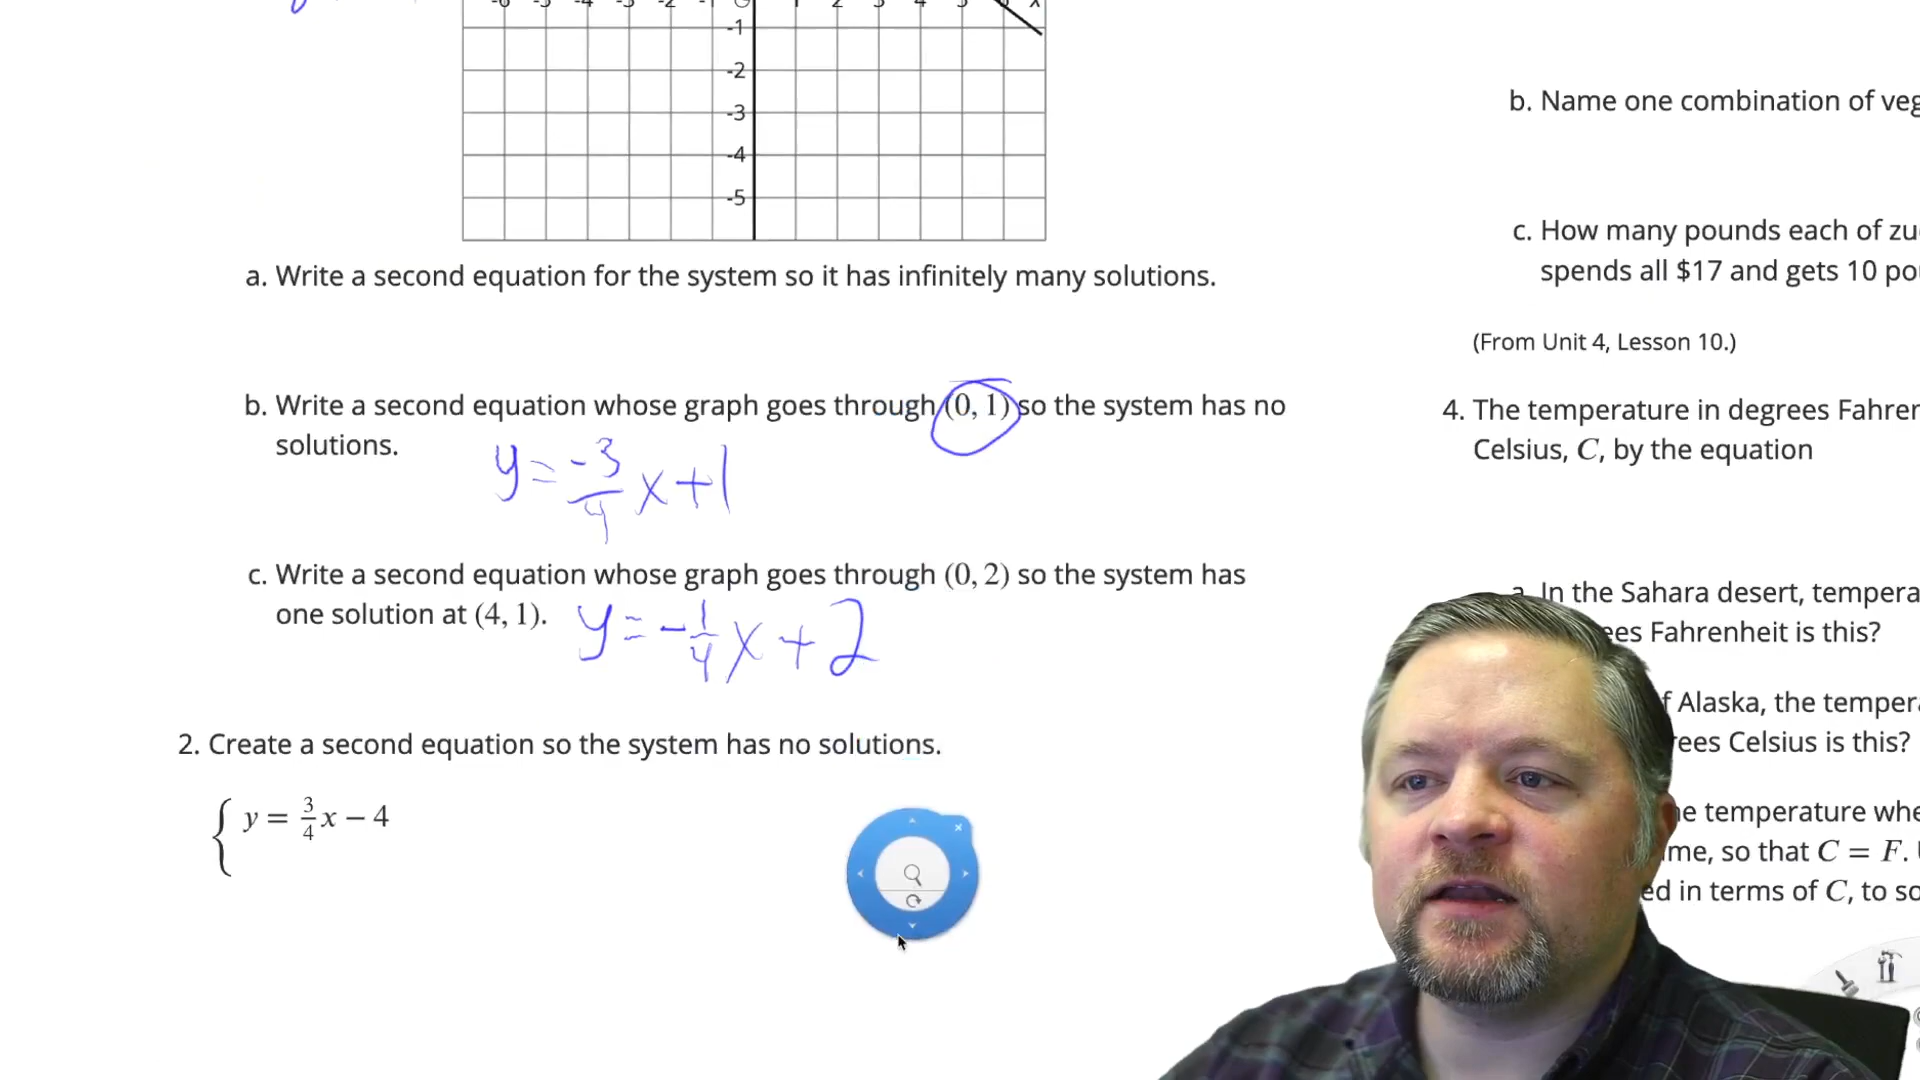 -1
-2
-3
-4
-5
a. Write a second equation for the system so it has infinitely many solutions.
b. Write a second equation whose graph goes through (0, 1) so the system has no
solutions.
y = -3/4 x + 1
c. Write a second equation whose graph goes through (0, 2) so the system has
one solution at (4, 1).
y = -1/4 x + 2
2. Create a second equation so the system has no solutions.
y = 3/4 x − 4
b. Name one combination of veg
c. How many pounds each of zu
spends all $17 and gets 10 po
(From Unit 4, Lesson 10.)
4. The temperature in degrees Fahren
Celsius, C, by the equation
a. In the Sahara desert, tempera
ees Fahrenheit is this?
f Alaska, the tempera
rees Celsius is this?
ne temperature whe
me, so that C = F.
ed in terms of C, to so